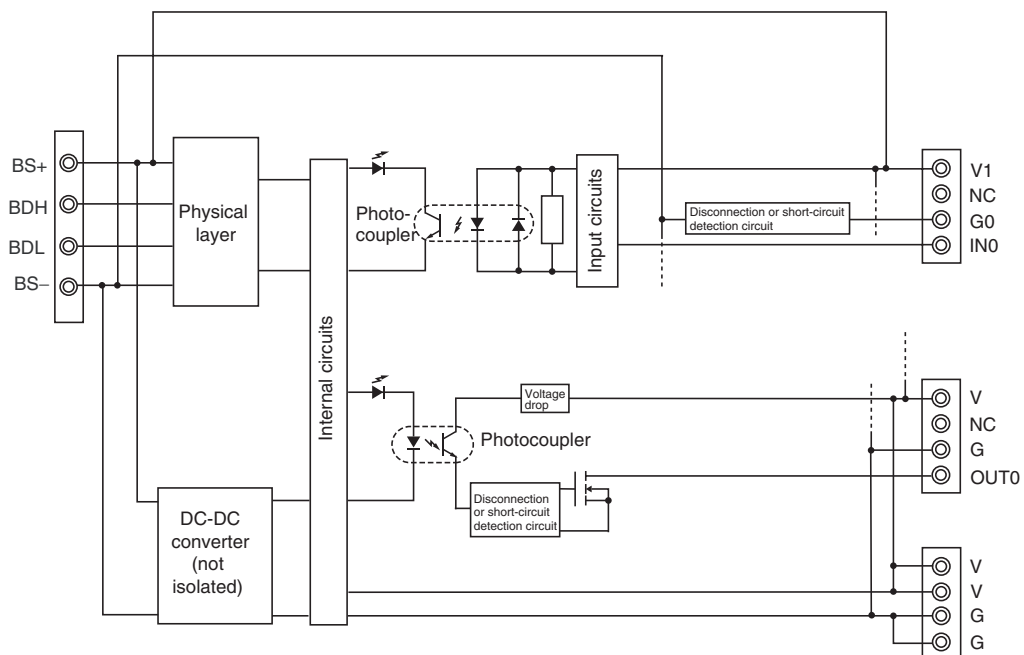 BS+
BDH
BDL
BS−
Physical
layer
Internal circuits
Photo-
coupler
Input circuits
Disconnection or short-circuit
detection circuit
V1
NC
G0
IN0
Voltage
drop
Photocoupler
Disconnection
or short-circuit
detection circuit
V
NC
G
OUT0
DC-DC
converter
(not
isolated)
V
V
G
G